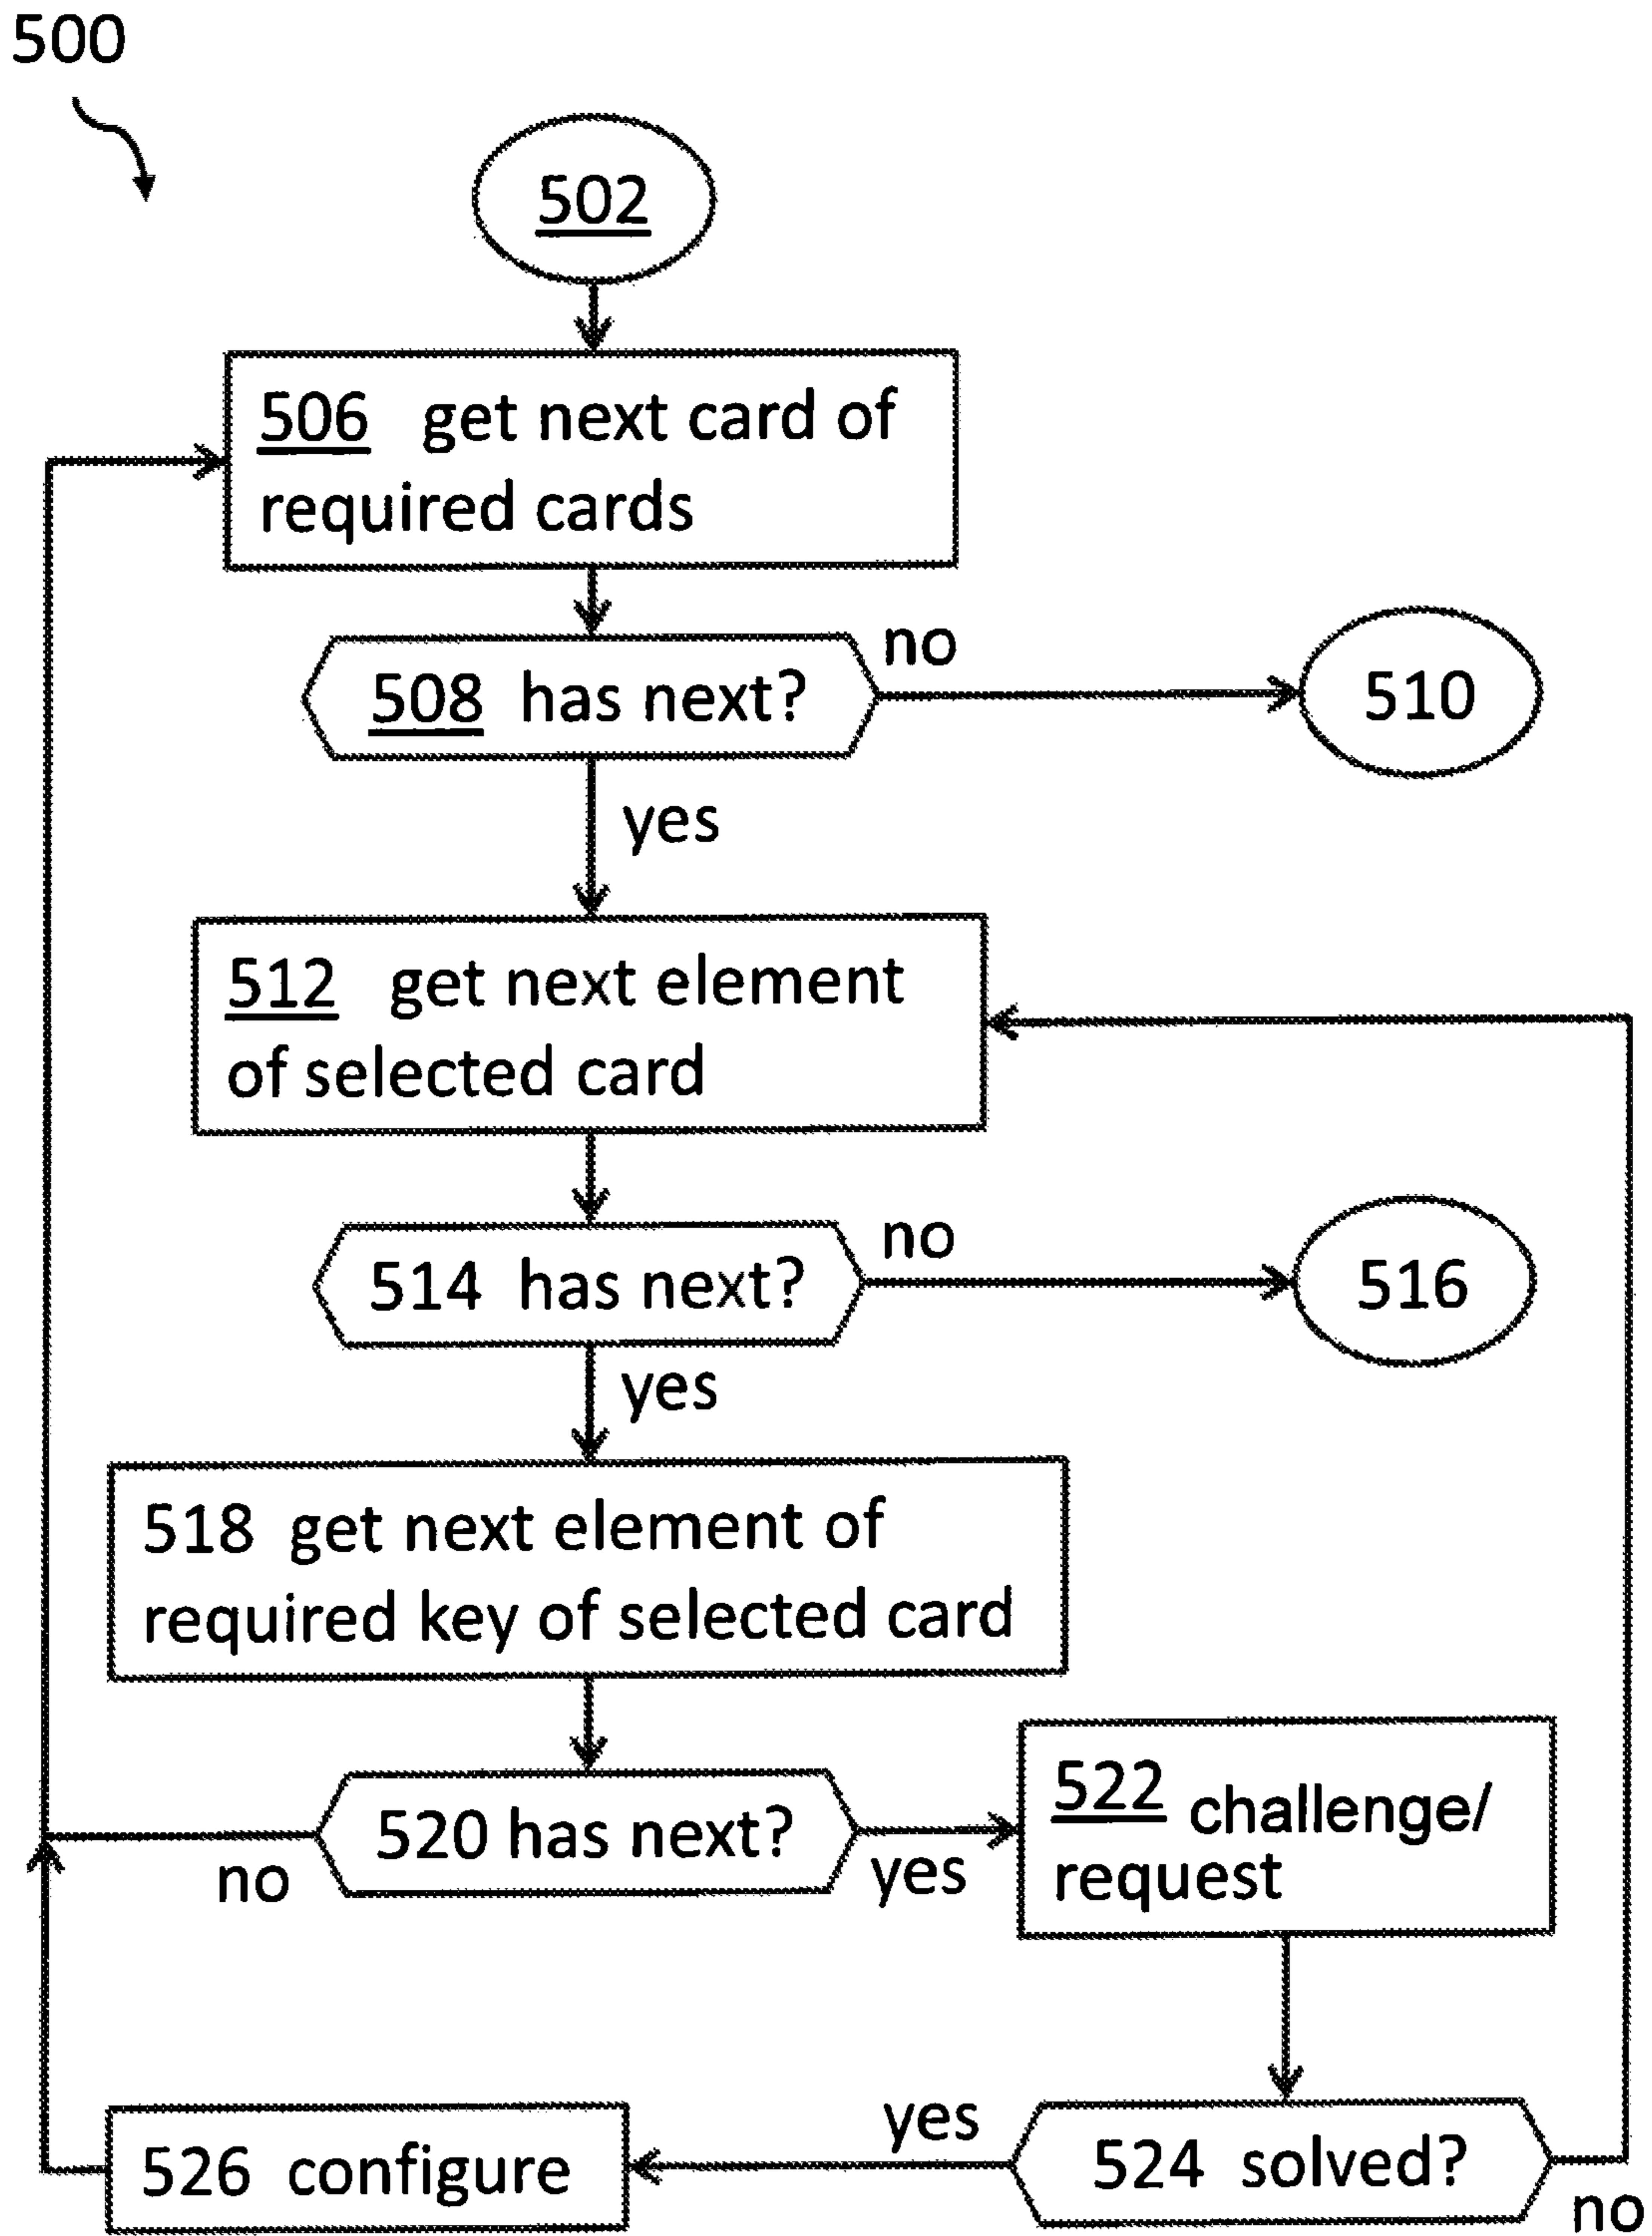 500
502
506 get next card of
required cards
508 has next?
no
510
yes
512 get next element
of selected card
514 has next?
no
516
yes
518 get next element of
required key of selected card
520 has next?
no
yes
522 challenge/
request
524 solved?
yes
no
526 configure